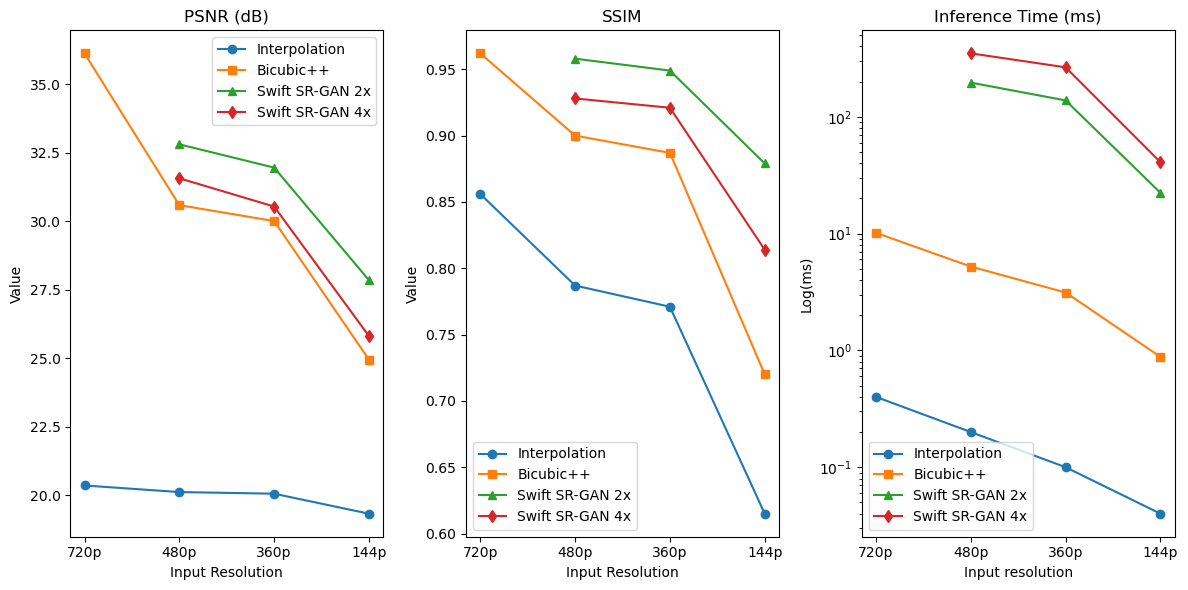 PSNR (dB)
Value
35.0
32.5
30.0
27.5
25.0
22.5
20.0
720p 480p 360p 144p
Input Resolution
Interpolation
Bicubic++
Swift SR-GAN 2x
Swift SR-GAN 4x
SSIM
Value
0.95
0.90
0.85
0.80
0.75
0.70
0.65
0.60
720p 480p 360p 144p
Input Resolution
Interpolation
Bicubic++
Swift SR-GAN 2x
Swift SR-GAN 4x
Inference Time (ms)
Log(ms)
10²
10¹
10⁰
10⁻¹
720p 480p 360p 144p
Input resolution
Interpolation
Bicubic++
Swift SR-GAN 2x
Swift SR-GAN 4x